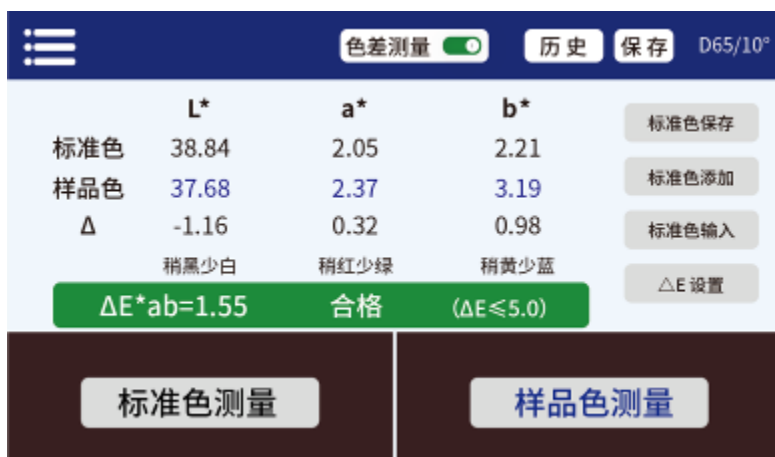 色差测量 历史 保存 D65/10°
L* a* b*
标准色 38.84 2.05 2.21
样品色 37.68 2.37 3.19
Δ -1.16 0.32 0.98
稍黑少白 稍红少绿 稍黄少蓝
ΔE*ab=1.55 合格 (ΔE≤5.0)
标准色保存
标准色添加
标准色输入
△E 设置
标准色测量 样品色测量